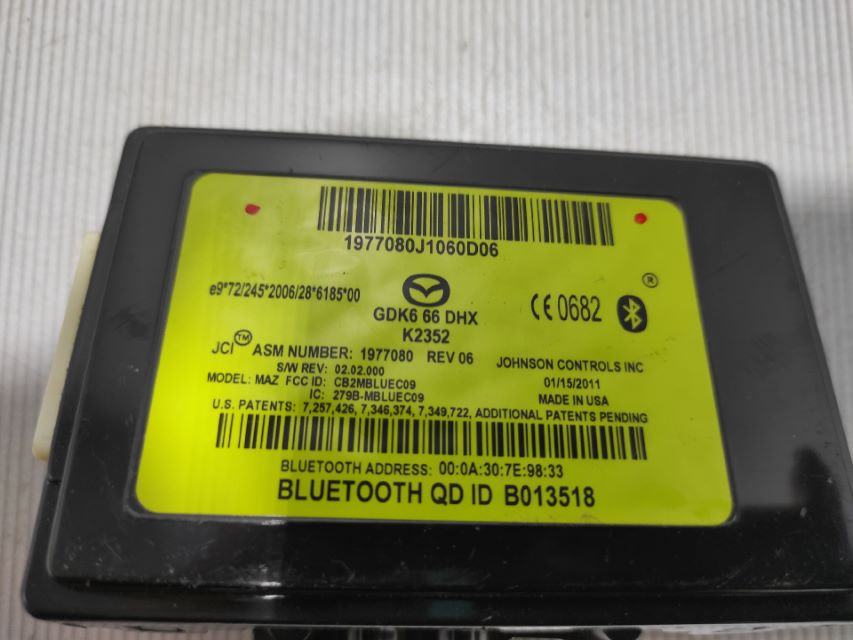 1977080J1060D06
e9*72/245*2006/28*6185*00
GDK6 66 DHX
K2352
CE 0682
®
JCI™ ASM NUMBER: 1977080 REV 06
S/W REV: 02.02.000
MODEL: MAZ FCC ID: CB2MBLUEC09
IC: 279B-MBLUEC09
JOHNSON CONTROLS INC
01/15/2011
MADE IN USA
U.S. PATENTS: 7,257,426, 7,346,374, 7,349,722, ADDITIONAL PATENTS PENDING
BLUETOOTH ADDRESS: 00:0A:30:7E:98:33
BLUETOOTH QD ID B013518